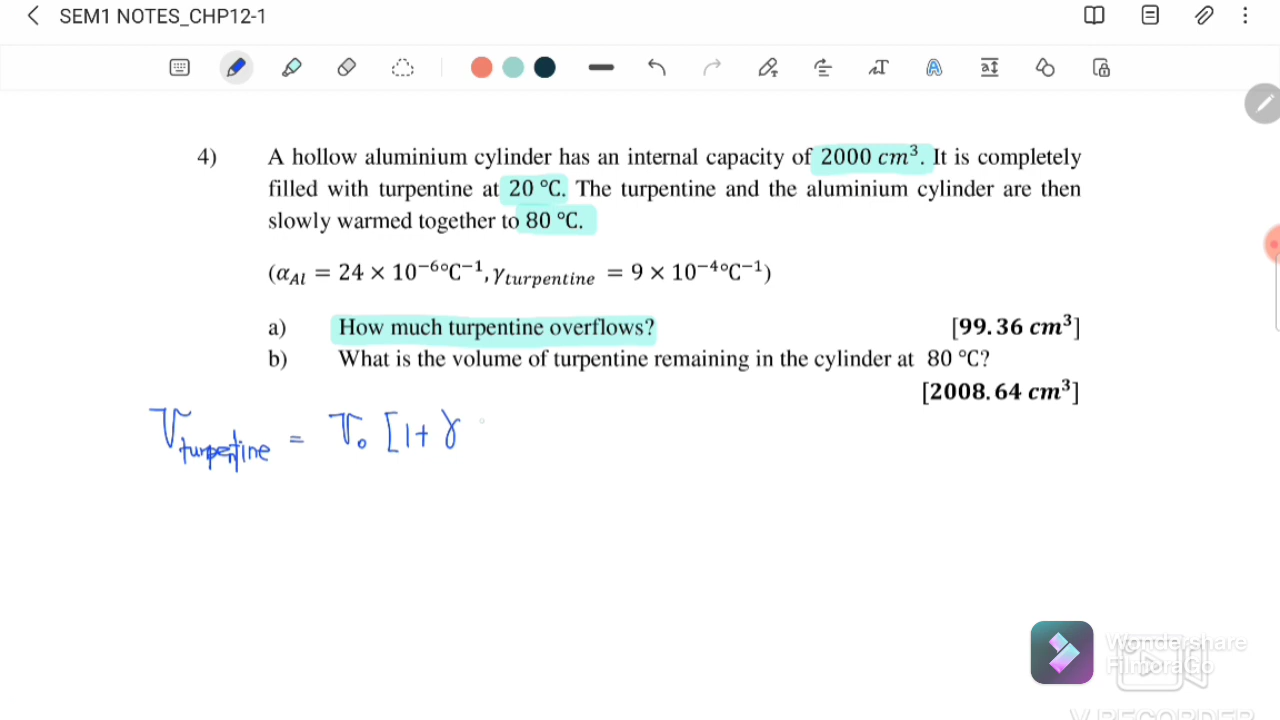 SEM1 NOTES_CHP12-1
4) A hollow aluminium cylinder has an internal capacity of 2000 cm³. It is completely
filled with turpentine at 20 °C. The turpentine and the aluminium cylinder are then
slowly warmed together to 80 °C.
(α_Al = 24 × 10⁻⁶°C⁻¹, γ_turpentine = 9 × 10⁻⁴°C⁻¹)
a) How much turpentine overflows? [99.36 cm³]
b) What is the volume of turpentine remaining in the cylinder at 80 °C?
[2008.64 cm³]
V_turpentine = V₀ [1+ γ
Wondershare
FilmoraGo
V RECORDER